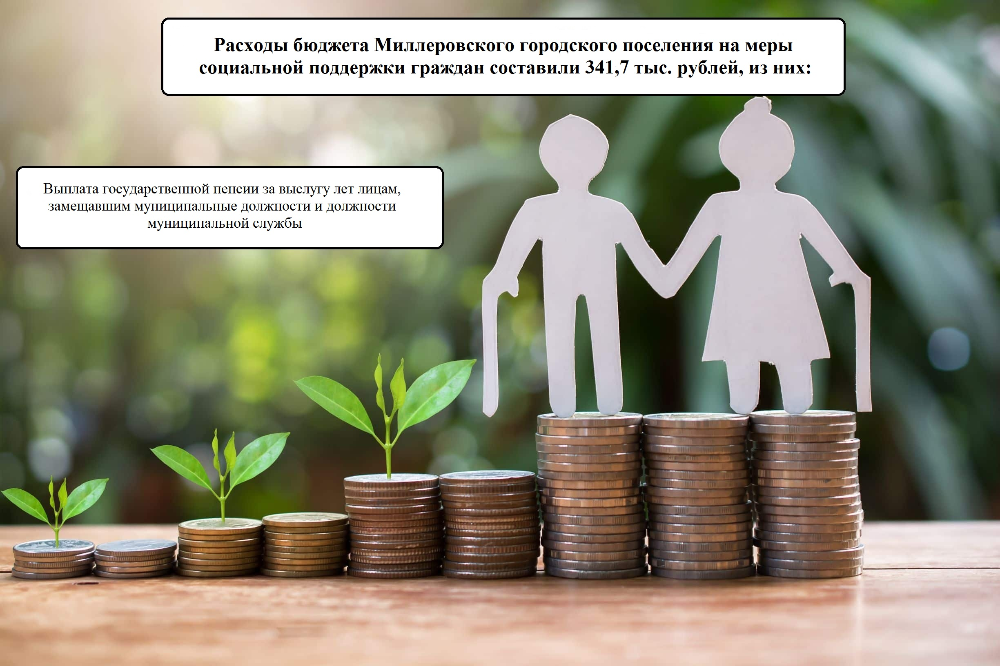 Расходы бюджета Миллеровского городского поселения на меры
социальной поддержки граждан составили 341,7 тыс. рублей, из них:
Выплата государственной пенсии за выслугу лет лицам,
замещавшим муниципальные должности и должности
муниципальной службы